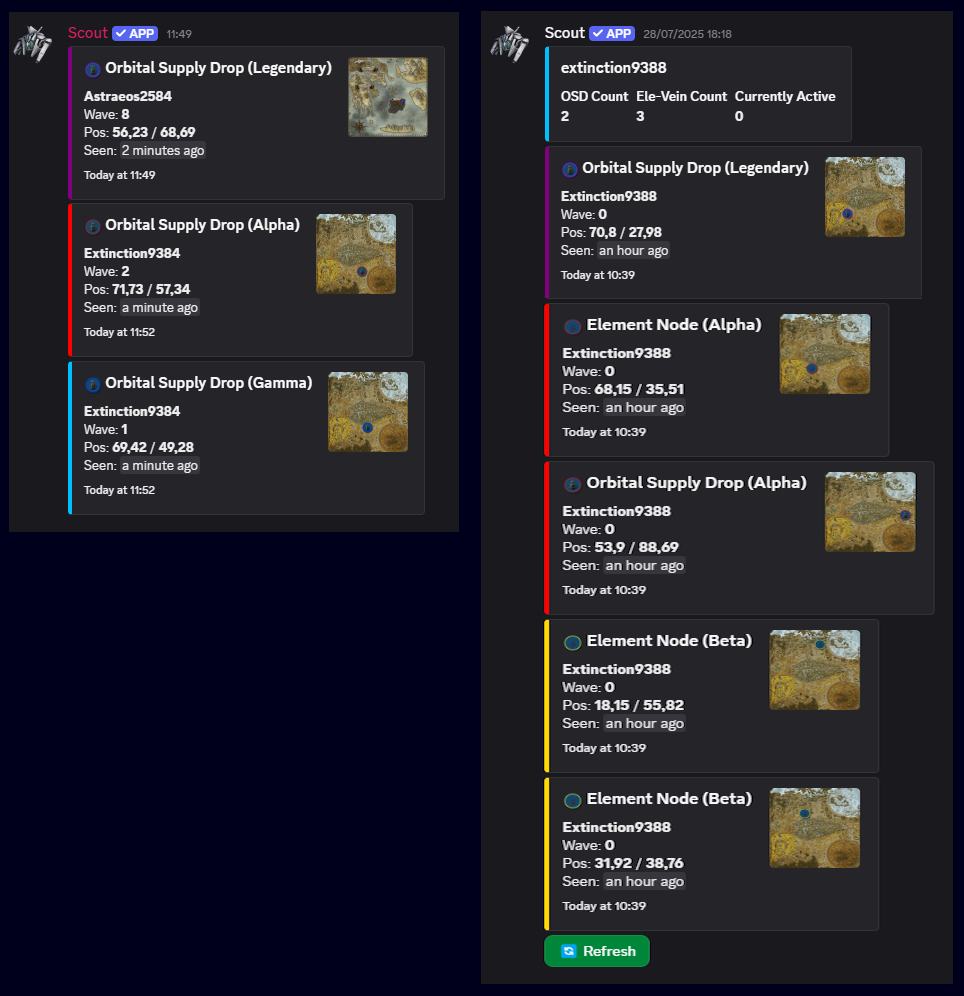 Scout APP 11:49
Orbital Supply Drop (Legendary)
Astraeos2584
Wave: 8
Pos: 56,23 / 68,69
Seen: 2 minutes ago
Today at 11:49
Orbital Supply Drop (Alpha)
Extinction9384
Wave: 2
Pos: 71,73 / 57,34
Seen: a minute ago
Today at 11:52
Orbital Supply Drop (Gamma)
Extinction9384
Wave: 1
Pos: 69,42 / 49,28
Seen: a minute ago
Today at 11:52
Scout APP 28/07/2025 18:18
extinction9388
OSD Count Ele-Vein Count Currently Active
2 3 0
Orbital Supply Drop (Legendary)
Extinction9388
Wave: 0
Pos: 70,8 / 27,98
Seen: an hour ago
Today at 10:39
Element Node (Alpha)
Extinction9388
Wave: 0
Pos: 68,15 / 35,51
Seen: an hour ago
Today at 10:39
Orbital Supply Drop (Alpha)
Extinction9388
Wave: 0
Pos: 53,9 / 88,69
Seen: an hour ago
Today at 10:39
Element Node (Beta)
Extinction9388
Wave: 0
Pos: 18,15 / 55,82
Seen: an hour ago
Today at 10:39
Element Node (Beta)
Extinction9388
Wave: 0
Pos: 31,92 / 38,76
Seen: an hour ago
Today at 10:39
Refresh